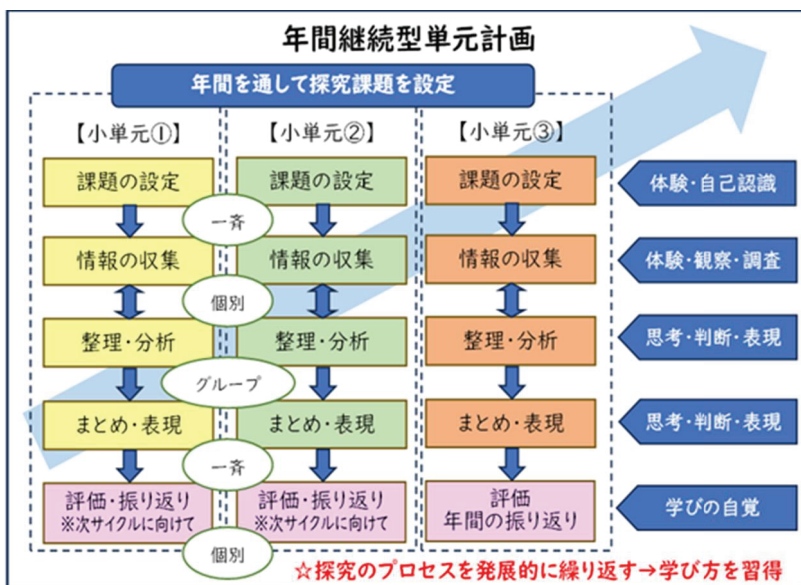 年間継続型単元計画
年間を通して探究課題を設定
【小単元①】
【小単元②】
【小単元③】
課題の設定
課題の設定
課題の設定
体験・自己認識
一斉
情報の収集
情報の収集
情報の収集
体験・観察・調査
個別
整理・分析
整理・分析
整理・分析
思考・判断・表現
グループ
まとめ・表現
まとめ・表現
まとめ・表現
思考・判断・表現
一斉
評価・振り返り
※次サイクルに向けて
評価・振り返り
※次サイクルに向けて
評価
年間の振り返り
学びの自覚
個別
☆探究のプロセスを発展的に繰り返す→学び方を習得